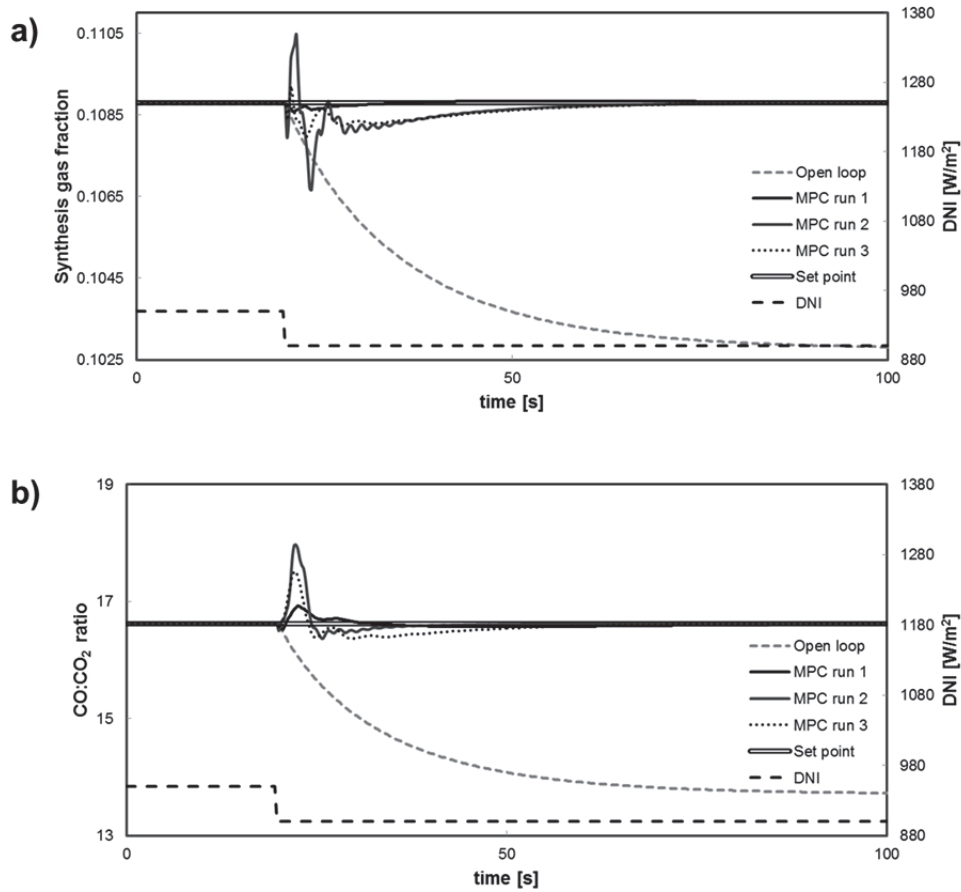 a)
Synthesis gas fraction
0.1105
0.1085
0.1065
0.1045
0.1025
1380
1280
1180
1080
980
880
DNI [W/m²]
Open loop
MPC run 1
MPC run 2
MPC run 3
Set point
DNI
0
50
100
time [s]
b)
CO:CO₂ ratio
19
17
15
13
1380
1280
1180
1080
980
880
DNI [W/m²]
Open loop
MPC run 1
MPC run 2
MPC run 3
Set point
DNI
0
50
100
time [s]